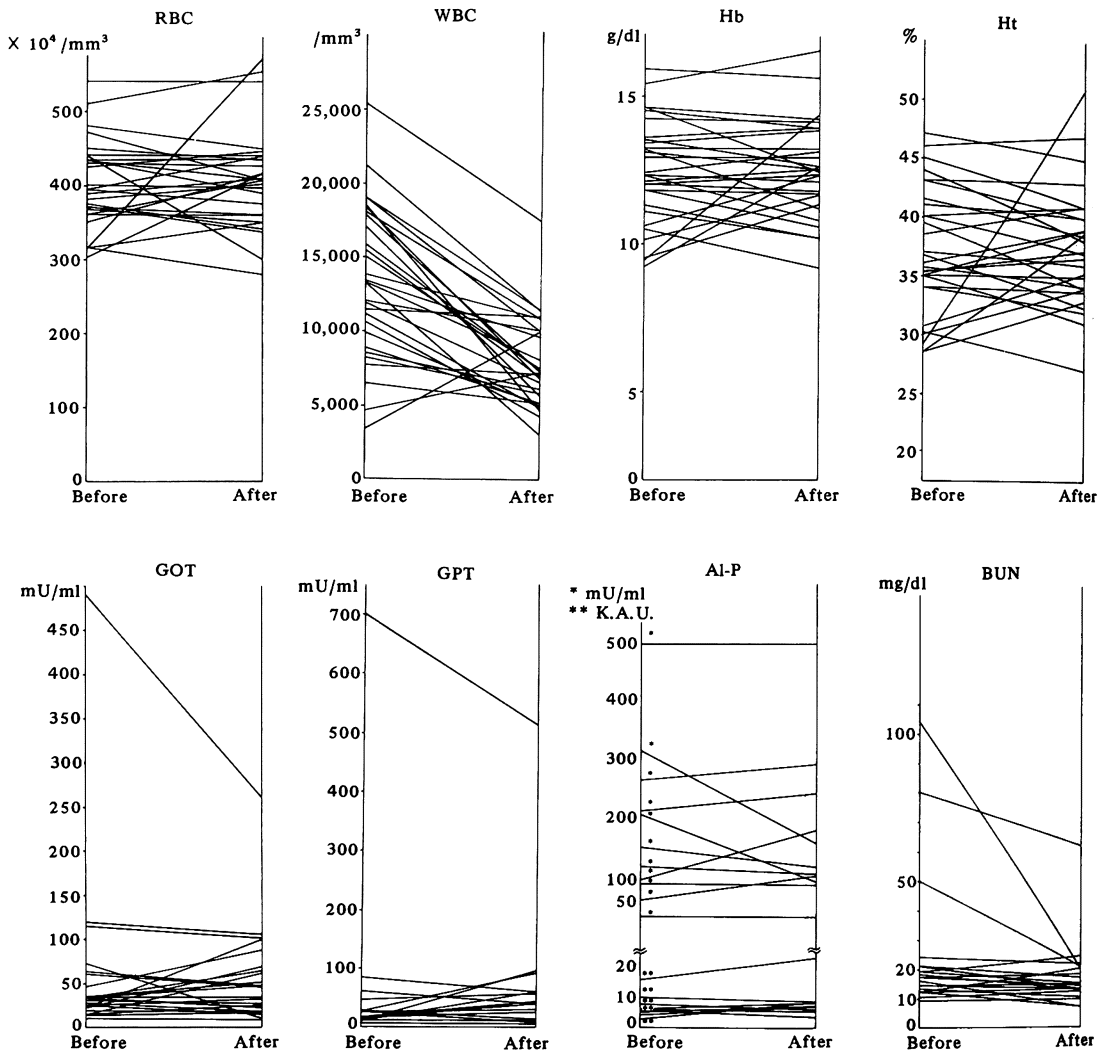 RBC
× 10⁴/mm³
500
400
300
200
100
0
Before After
WBC
/mm³
25,000
20,000
15,000
10,000
5,000
0
Before After
Hb
g/dl
15
10
5
0
Before After
Ht
%
50
45
40
35
30
25
20
Before After
GOT
mU/ml
450
400
350
300
250
200
150
100
50
0
Before After
GPT
mU/ml
700
600
500
400
300
200
100
0
Before After
Al-P
* mU/ml
** K.A.U.
500
400
300
200
100
50
20
10
0
Before After
BUN
mg/dl
100
50
20
10
0
Before After